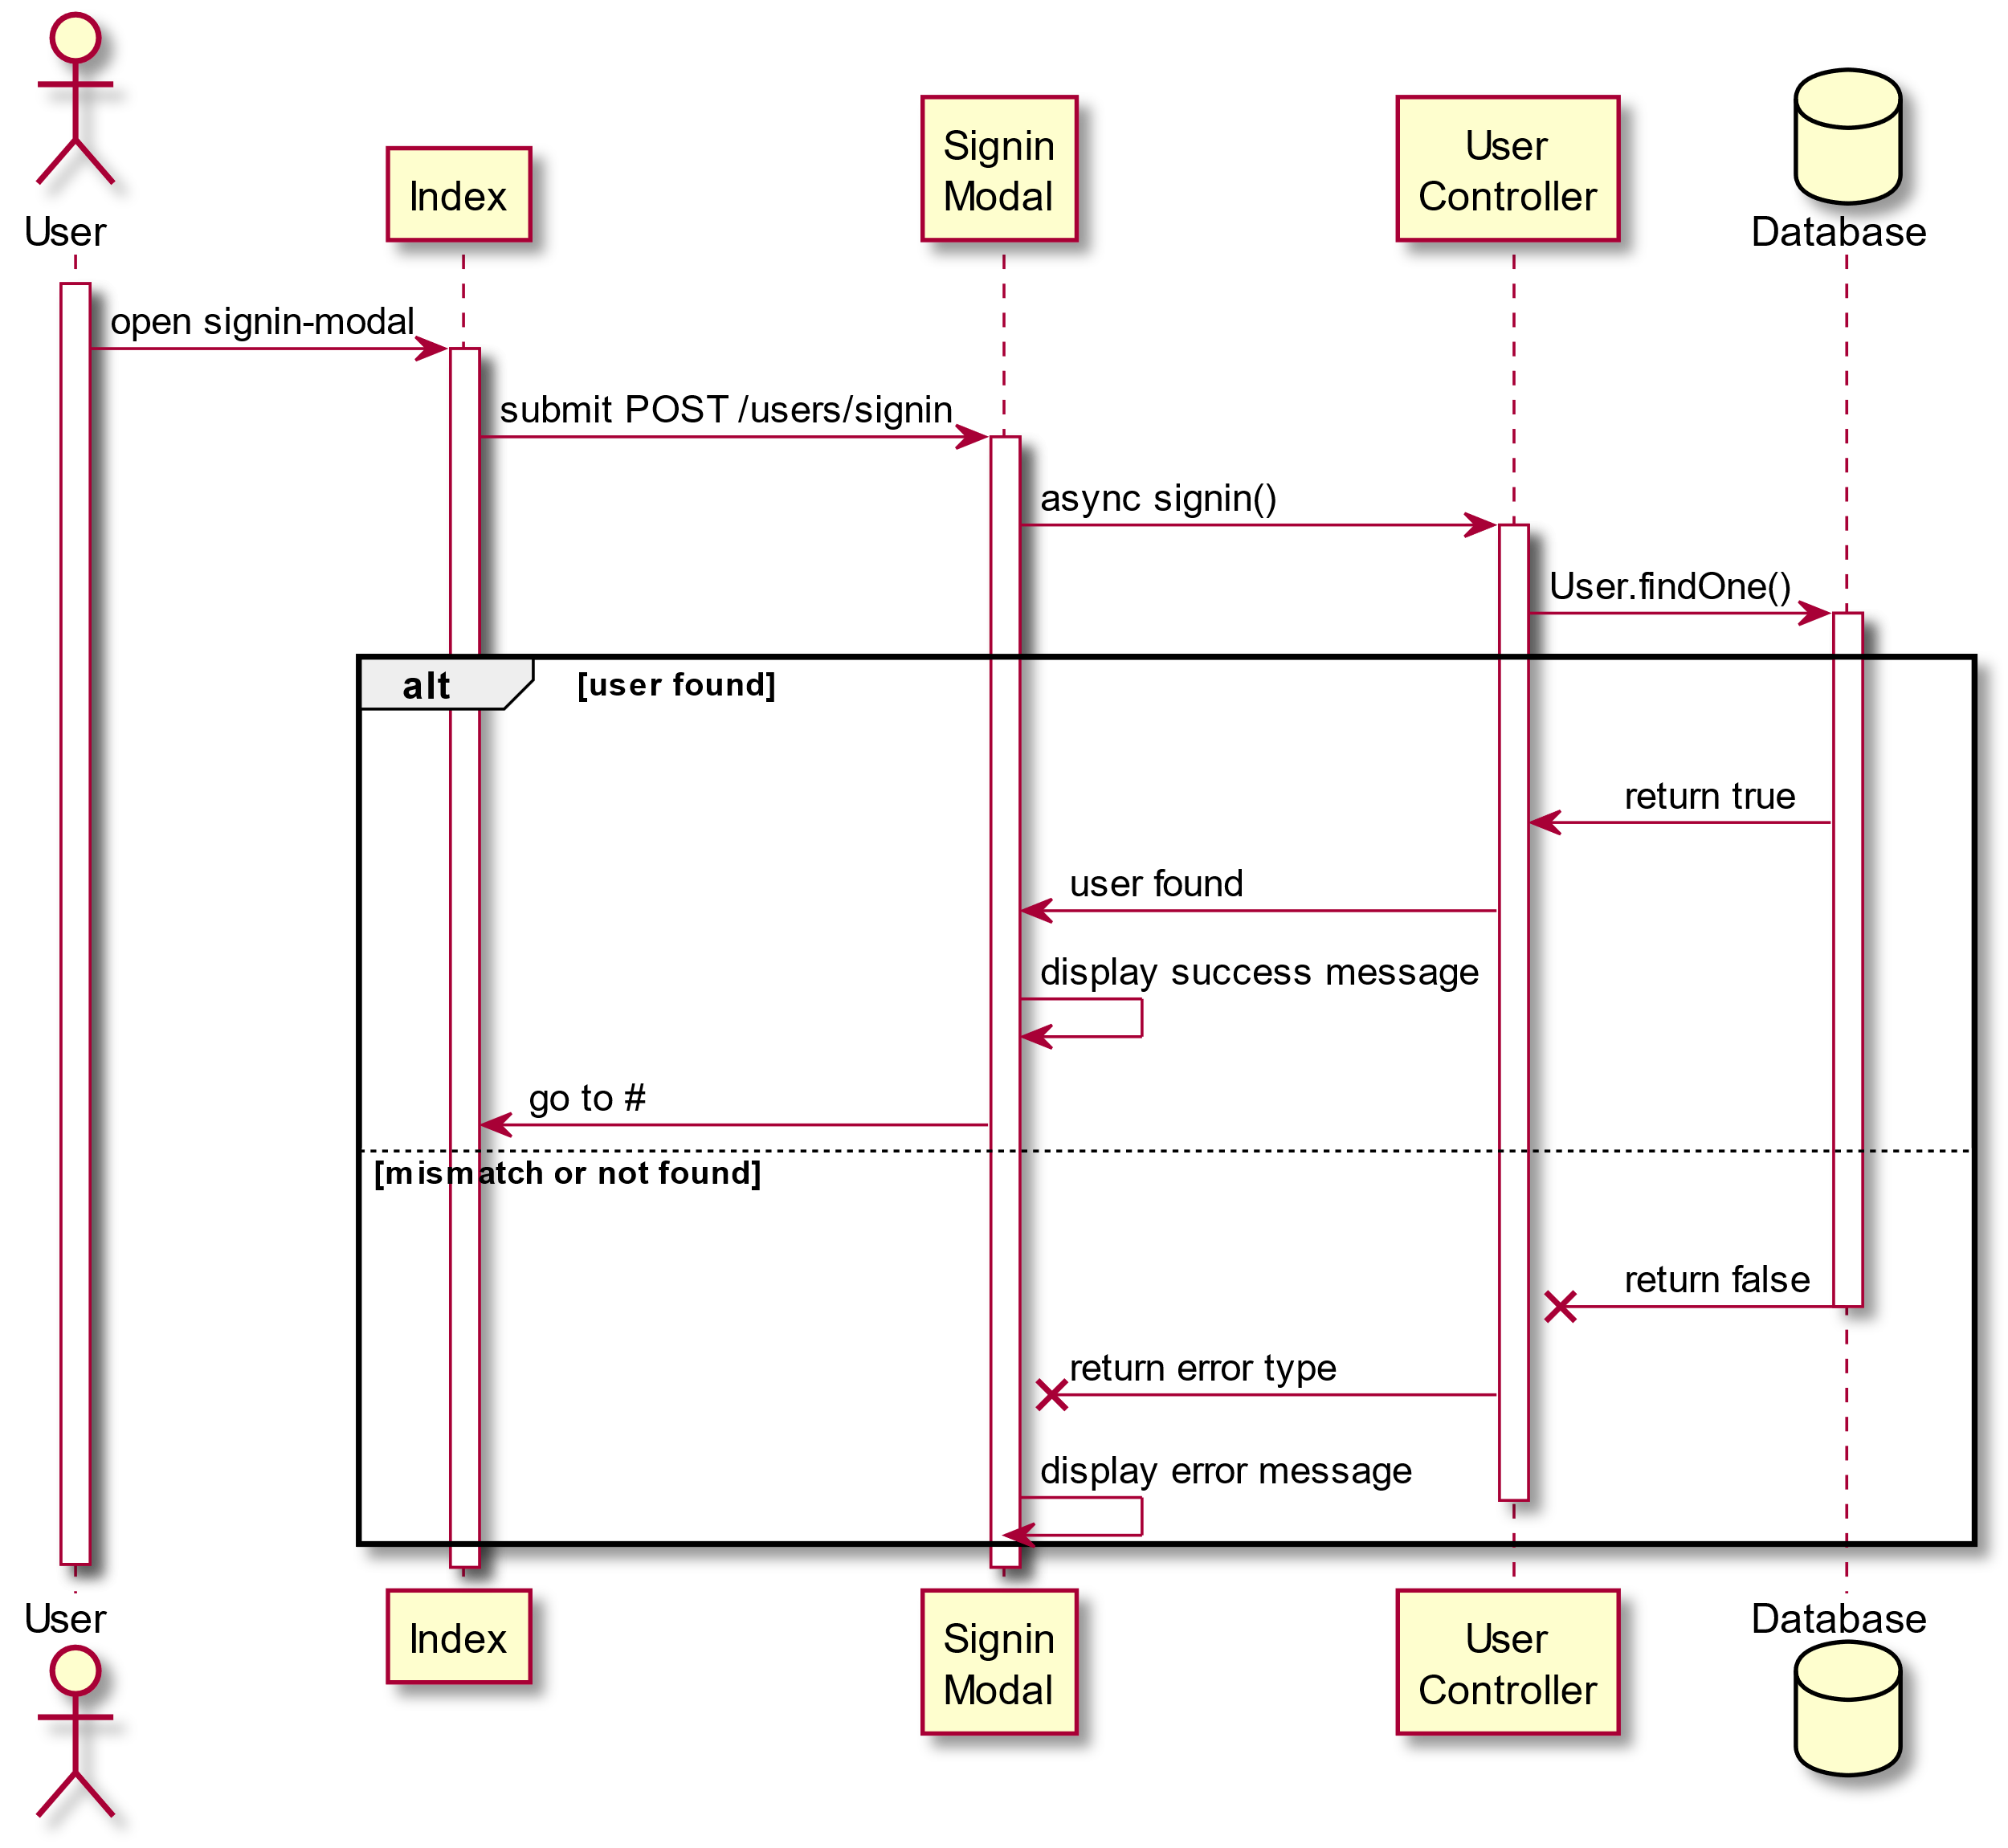 User
Index
Signin
Modal
User
Controller
Database
open signin-modal
submit POST /users/signin
async signin()
User.findOne()
alt
[user found]
return true
user found
display success message
go to #
[mismatch or not found]
return false
return error type
display error message
User
Index
Signin
Modal
User
Controller
Database